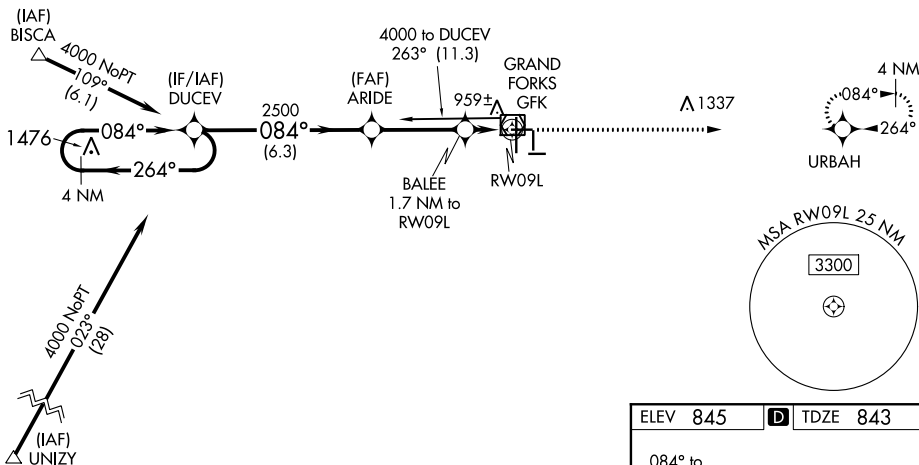 (IAF)
BISCA
4000 NoPT
109°
(6.1)
(IF/IAF)
DUCEV
4000 to DUCEV
263° (11.3)
(FAF)
ARIDE
GRAND
FORKS
GFK
959±
1337
4 NM
084°
264°
URBAH
1476
084°
264°
4 NM
2500
084°
(6.3)
BALEE
1.7 NM to
RW09L
RW09L
MSA RW09L 25 NM
3300
4000 NoPT
023°
(28)
(IAF)
UNIZY
ELEV 845 D TDZE 843
084° to